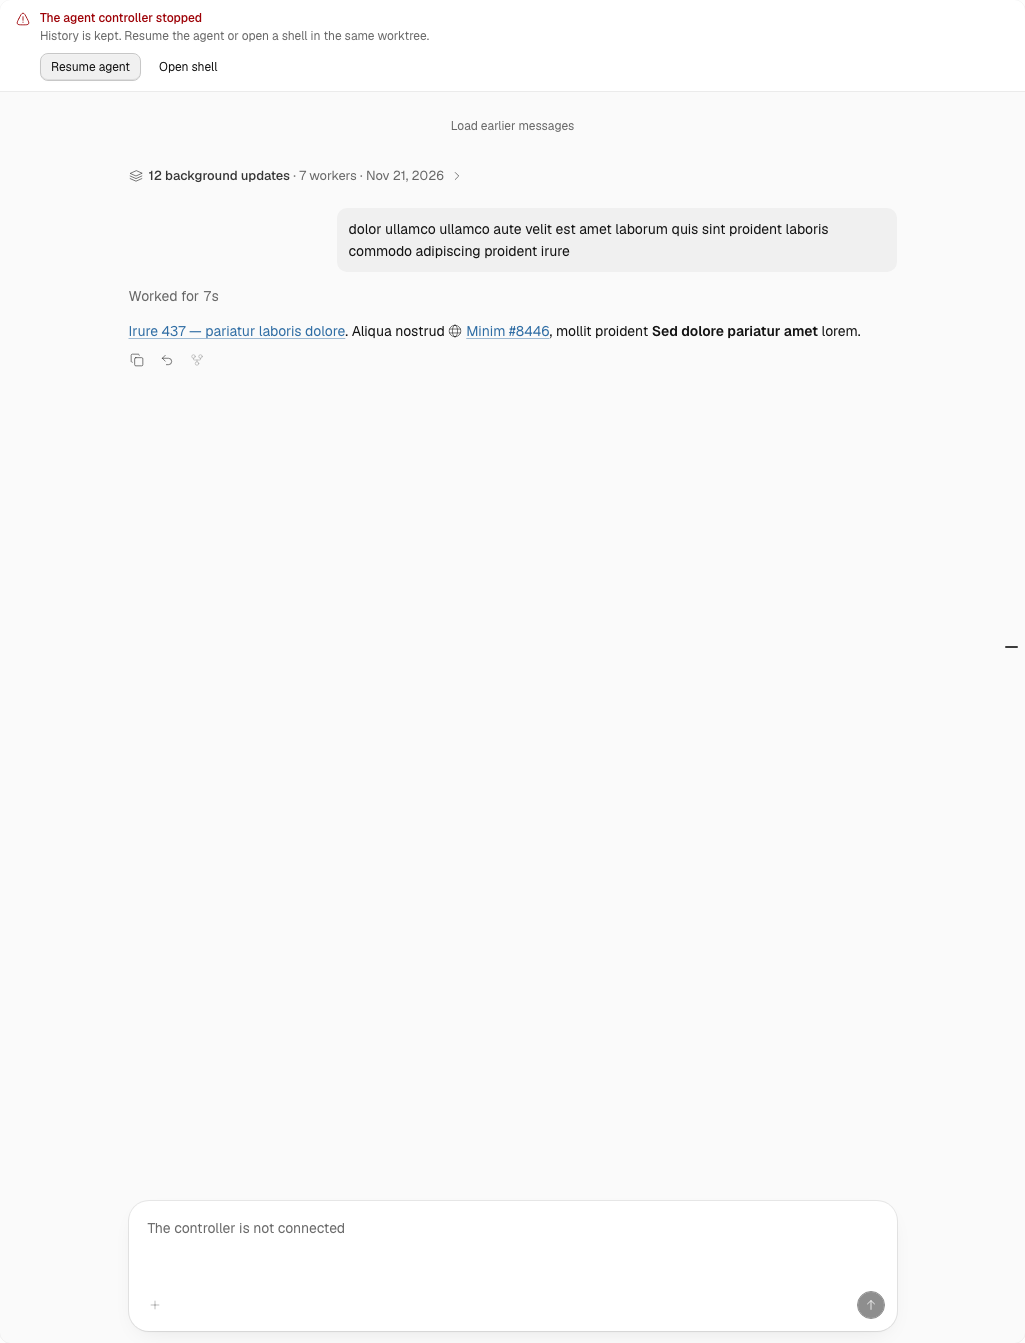 The agent controller stopped
History is kept. Resume the agent or open a shell in the same worktree.
Resume agent
Open shell
Load earlier messages
12 background updates · 7 workers · Nov 21, 2026
dolor ullamco ullamco aute velit est amet laborum quis sint proident laboris
commodo adipiscing proident irure
Worked for 7s
Irure 437 — pariatur laboris dolore. Aliqua nostrud Minim #8446, mollit proident Sed dolore pariatur amet lorem.
The controller is not connected